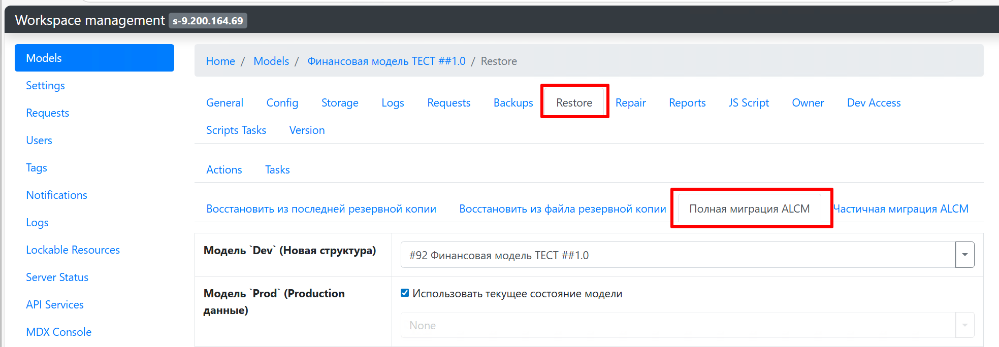 Workspace management s-9.200.164.69
Models
Settings
Requests
Users
Tags
Notifications
Logs
Lockable Resources
Server Status
API Services
MDX Console
Home / Models / Финансовая модель ТЕСТ ##1.0 / Restore
General Config Storage Logs Requests Backups Restore Repair Reports JS Script Owner Dev Access
Scripts Tasks Version
Actions Tasks
Восстановить из последней резервной копии Восстановить из файла резервной копии Полная миграция ALCM Частичная миграция ALCM
Модель `Dev` (Новая структура) #92 Финансовая модель ТЕСТ ##1.0
Модель `Prod` (Production
данные)
Использовать текущее состояние модели
None